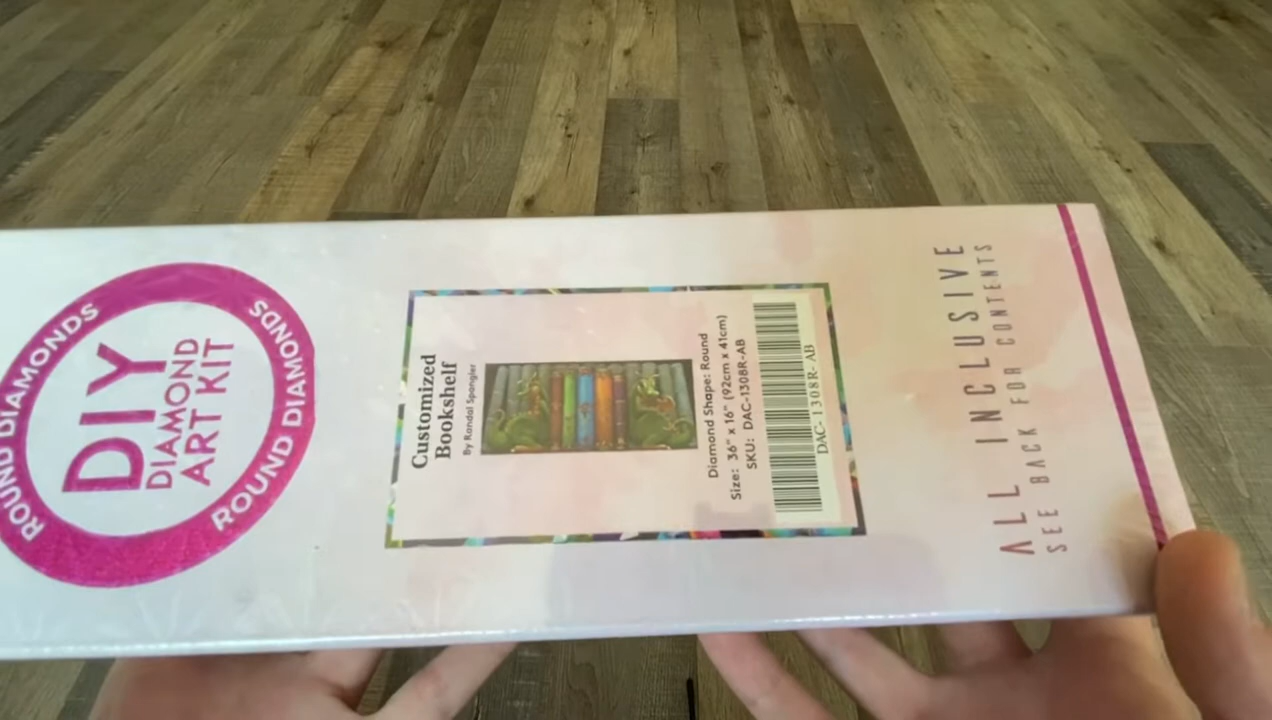 ROUND DIAMONDS
DIY
DIAMOND
ART KIT
ROUND DIAMONDS
Customized
Bookshelf
By Randal Spangler
Diamond Shape: Round
Size: 36" x 16" (92cm x 41cm)
SKU: DAC-1308R-AB
DAC- 1308R- AB
ALL INCLUSIVE
SEE BACK FOR CONTENTS